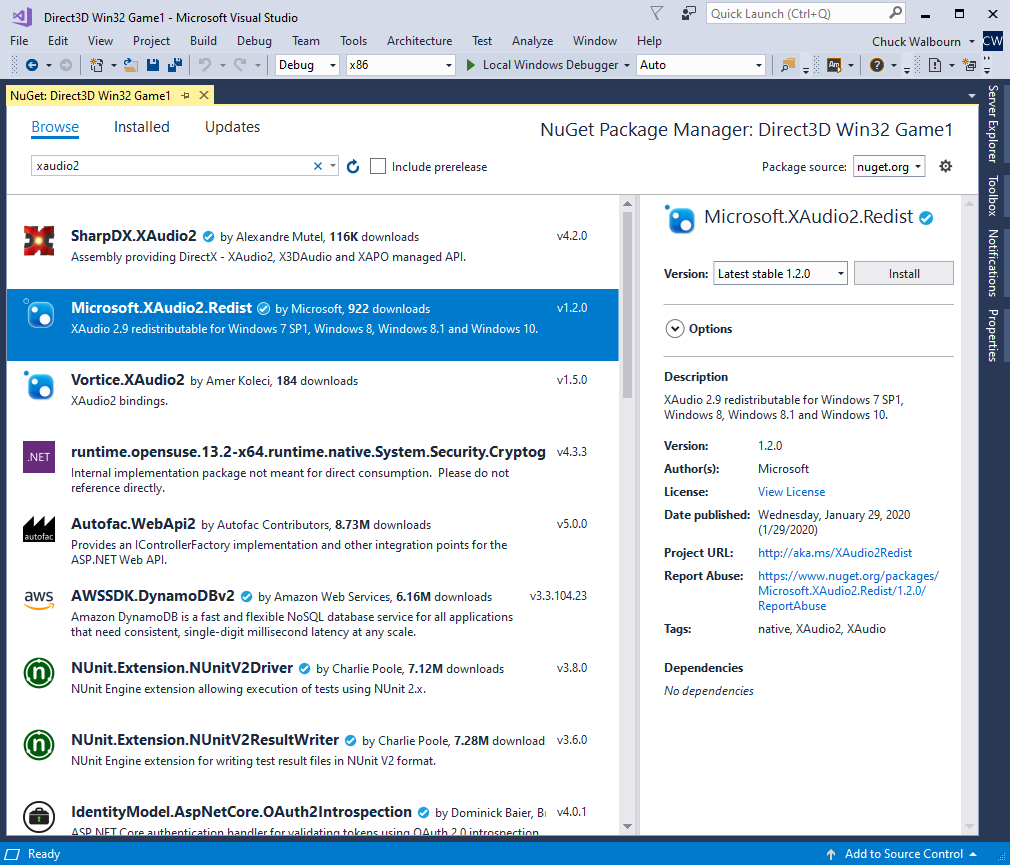 Direct3D Win32 Game1 - Microsoft Visual Studio
Quick Launch (Ctrl+Q)
File Edit View Project Build Debug Team Tools Architecture Test Analyze Window Help
Chuck Walbourn CW
Debug x86 Local Windows Debugger Auto
NuGet: Direct3D Win32 Game1
Browse Installed Updates
NuGet Package Manager: Direct3D Win32 Game1
xaudio2
Include prerelease
Package source: nuget.org
SharpDX.XAudio2 by Alexandre Mutel, 116K downloads v4.2.0
Assembly providing DirectX - XAudio2, X3DAudio and XAPO managed API.
Microsoft.XAudio2.Redist by Microsoft, 922 downloads v1.2.0
XAudio 2.9 redistributable for Windows 7 SP1, Windows 8, Windows 8.1 and Windows 10.
Vortice.XAudio2 by Amer Koleci, 184 downloads v1.5.0
XAudio2 bindings.
.NET
runtime.opensuse.13.2-x64.runtime.native.System.Security.Cryptog v4.3.3
Internal implementation package not meant for direct consumption. Please do not
reference directly.
autofac
Autofac.WebApi2 by Autofac Contributors, 8.73M downloads v5.0.0
Provides an IControllerFactory implementation and other integration points for the
ASP.NET Web API.
aws
AWSSDK.DynamoDBv2 by Amazon Web Services, 6.16M downloads v3.3.104.23
Amazon DynamoDB is a fast and flexible NoSQL database service for all applications
that need consistent, single-digit millisecond latency at any scale.
n
NUnit.Extension.NUnitV2Driver by Charlie Poole, 7.12M downloads v3.8.0
NUnit Engine extension allowing execution of tests using NUnit 2.x.
n
NUnit.Extension.NUnitV2ResultWriter by Charlie Poole, 7.28M download v3.6.0
NUnit Engine extension for writing test result files in NUnit V2 format.
IdentityModel.AspNetCore.OAuth2Introspection by Dominick Baier, Br v4.0.1
ASP.NET Core authentication handler for validating tokens using OAuth 2.0 introspection
Microsoft.XAudio2.Redist
Version: Latest stable 1.2.0 Install
Options
Description
XAudio 2.9 redistributable for Windows 7 SP1,
Windows 8, Windows 8.1 and Windows 10.
Version: 1.2.0
Author(s): Microsoft
License: View License
Date published: Wednesday, January 29, 2020
(1/29/2020)
Project URL: http://aka.ms/XAudio2Redist
Report Abuse: https://www.nuget.org/packages/
Microsoft.XAudio2.Redist/1.2.0/
ReportAbuse
Tags: native, XAudio2, XAudio
Dependencies
No dependencies
Server Explorer
Toolbox
Notifications
Properties
Ready
Add to Source Control